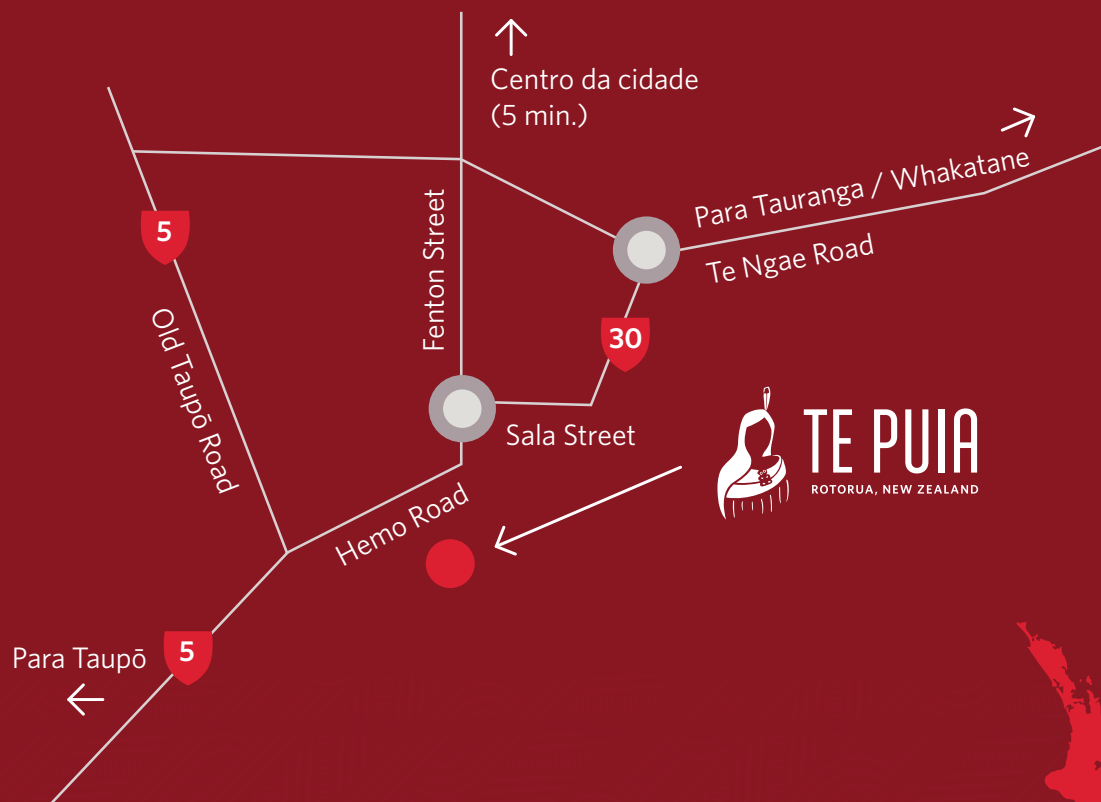 Centro da cidade
(5 min.)
Para Tauranga / Whakatane
Te Ngae Road
5
Fenton Street
Old Taupō Road
30
Sala Street
TE PUIA
ROTORUA, NEW ZEALAND
Hemo Road
Para Taupō
5